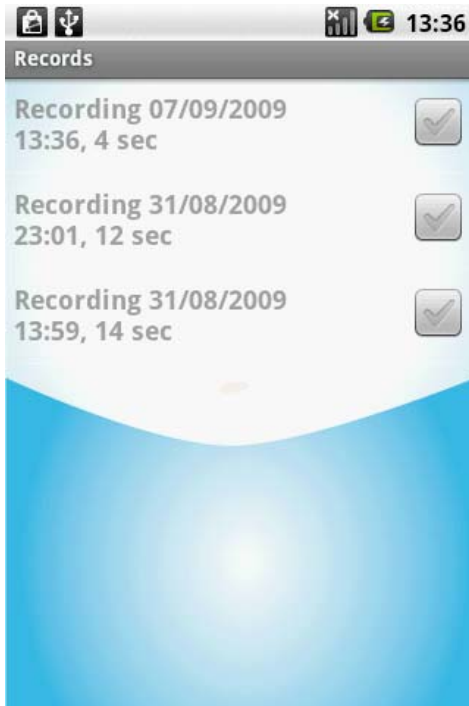 13:36
Records
Recording 07/09/2009
13:36, 4 sec
Recording 31/08/2009
23:01, 12 sec
Recording 31/08/2009
13:59, 14 sec